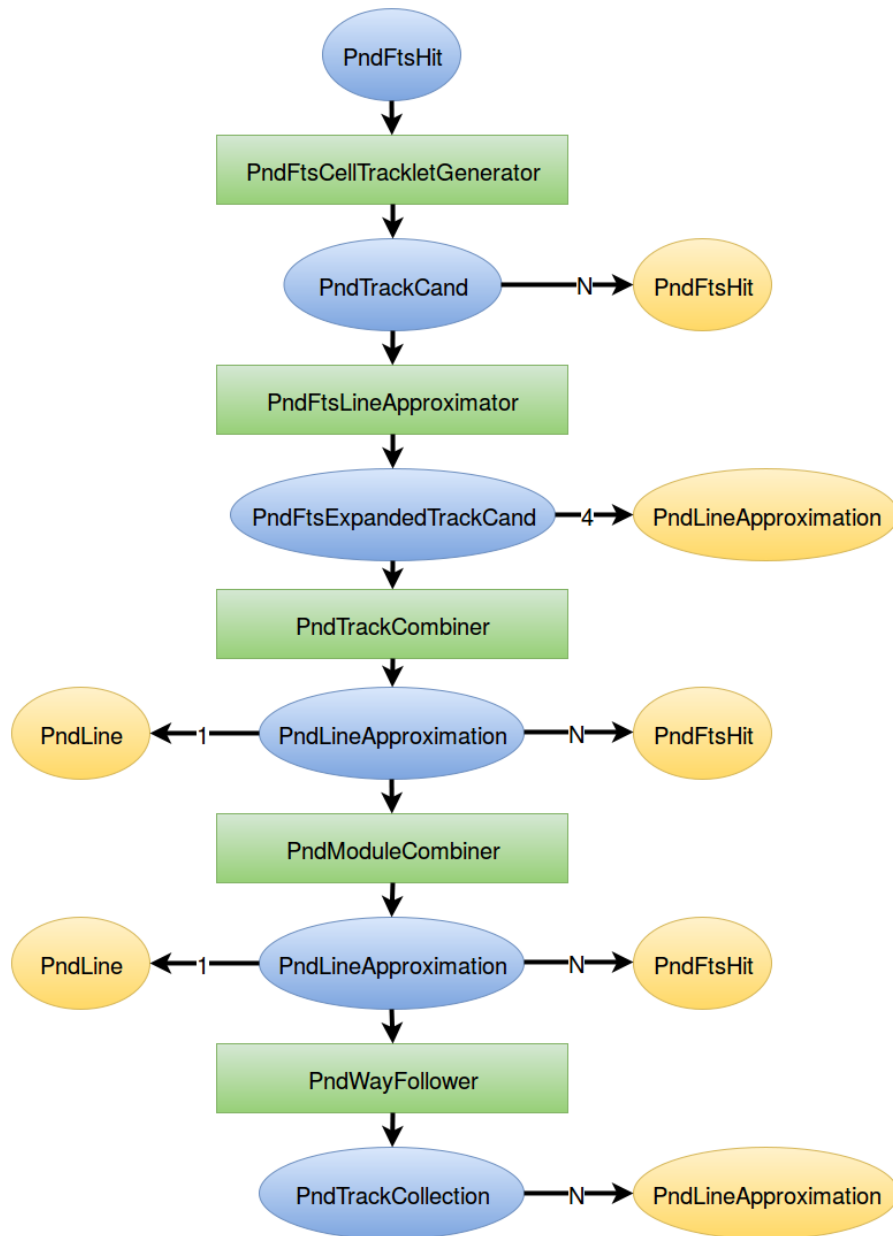 PndFtsHit
PndFtsCellTrackletGenerator
PndTrackCand
N
PndFtsHit
PndFtsLineApproximator
PndFtsExpandedTrackCand
4
PndLineApproximation
PndTrackCombiner
PndLine
1
PndLineApproximation
N
PndFtsHit
PndModuleCombiner
PndLine
1
PndLineApproximation
N
PndFtsHit
PndWayFollower
PndTrackCollection
N
PndLineApproximation